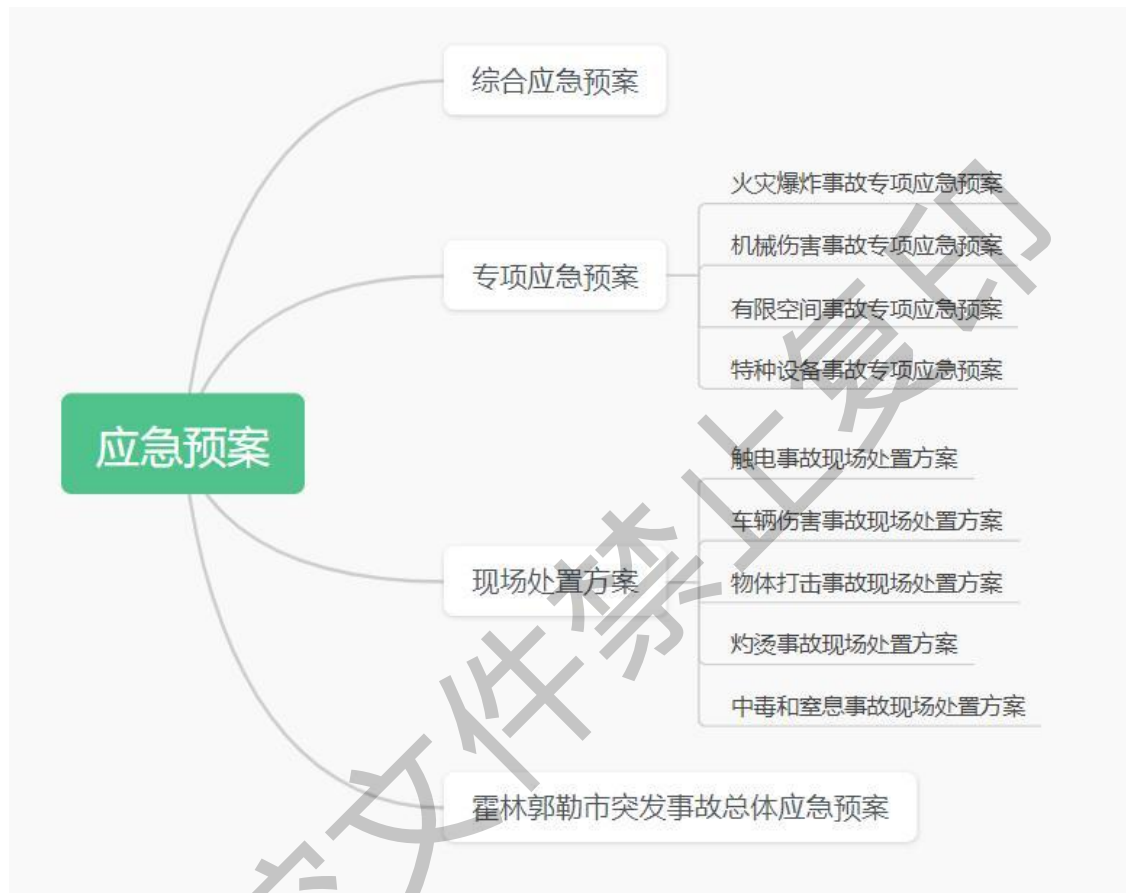 综合应急预案
火灾爆炸事故专项应急预案
机械伤害事故专项应急预案
专项应急预案
有限空间事故专项应急预案
特种设备事故专项应急预案
应急预案
触电事故现场处置方案
车辆伤害事故现场处置方案
现场处置方案
物体打击事故现场处置方案
灼烫事故现场处置方案
中毒和窒息事故现场处置方案
霍林郭勒市突发事故总体应急预案
文件禁止复印